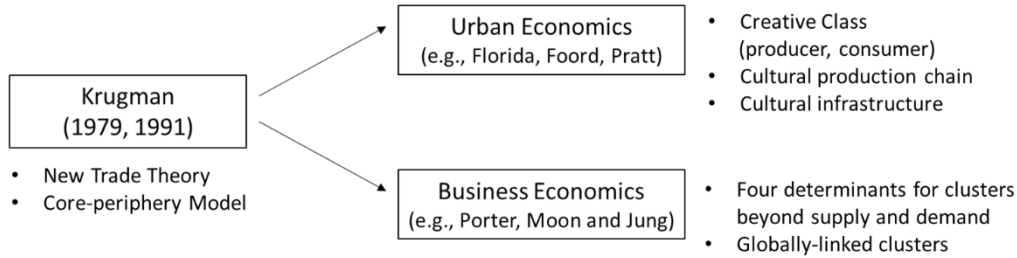 Krugman
(1979, 1991)
• New Trade Theory
• Core-periphery Model
Urban Economics
(e.g., Florida, Foord, Pratt)
• Creative Class
(producer, consumer)
• Cultural production chain
• Cultural infrastructure
Business Economics
(e.g., Porter, Moon and Jung)
• Four determinants for clusters
beyond supply and demand
• Globally-linked clusters